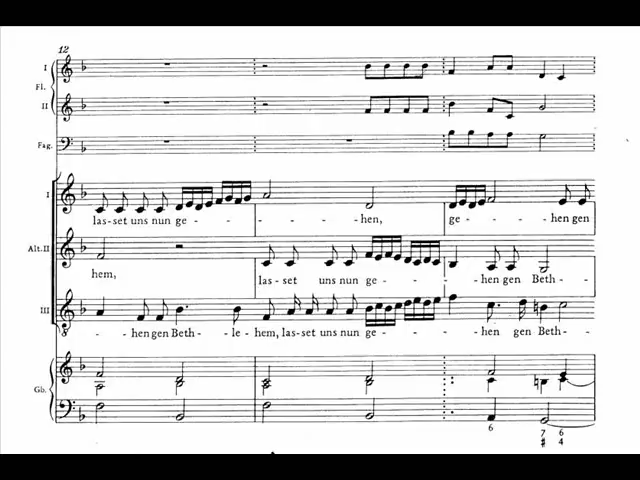 12
I
Fl.
II
Fag.
I
las-set uns nun ge - - - - hen, ge - - hen gen
Alt.II
hem, las-set uns nun ge - - - hen gen Beth-
III
- hen gen Beth- - le - hem, las-set uns nun ge - - - hen gen Beth-
8
Gb.
6 7 6
♯ 4